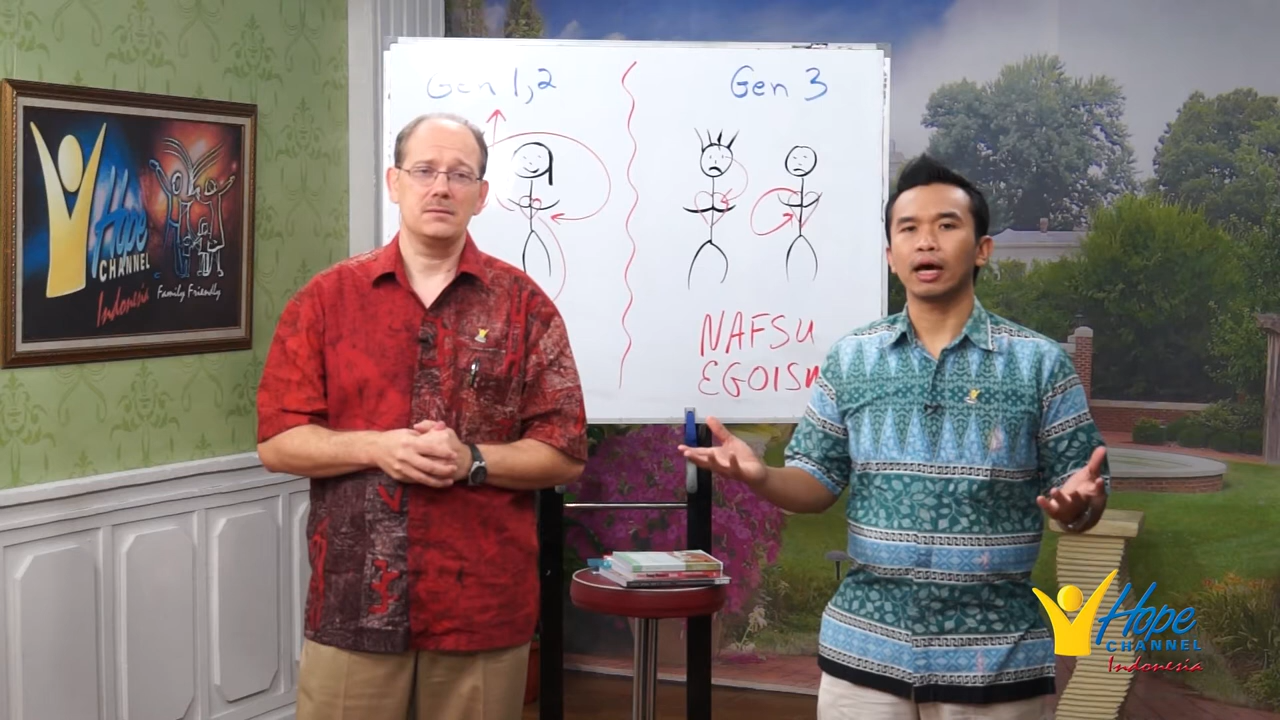 Gen 1,2
Gen 3
NAFSU
EGOISM
Hope
CHANNEL
Indonesia
Family Friendly
Hope
CHANNEL
Indonesia